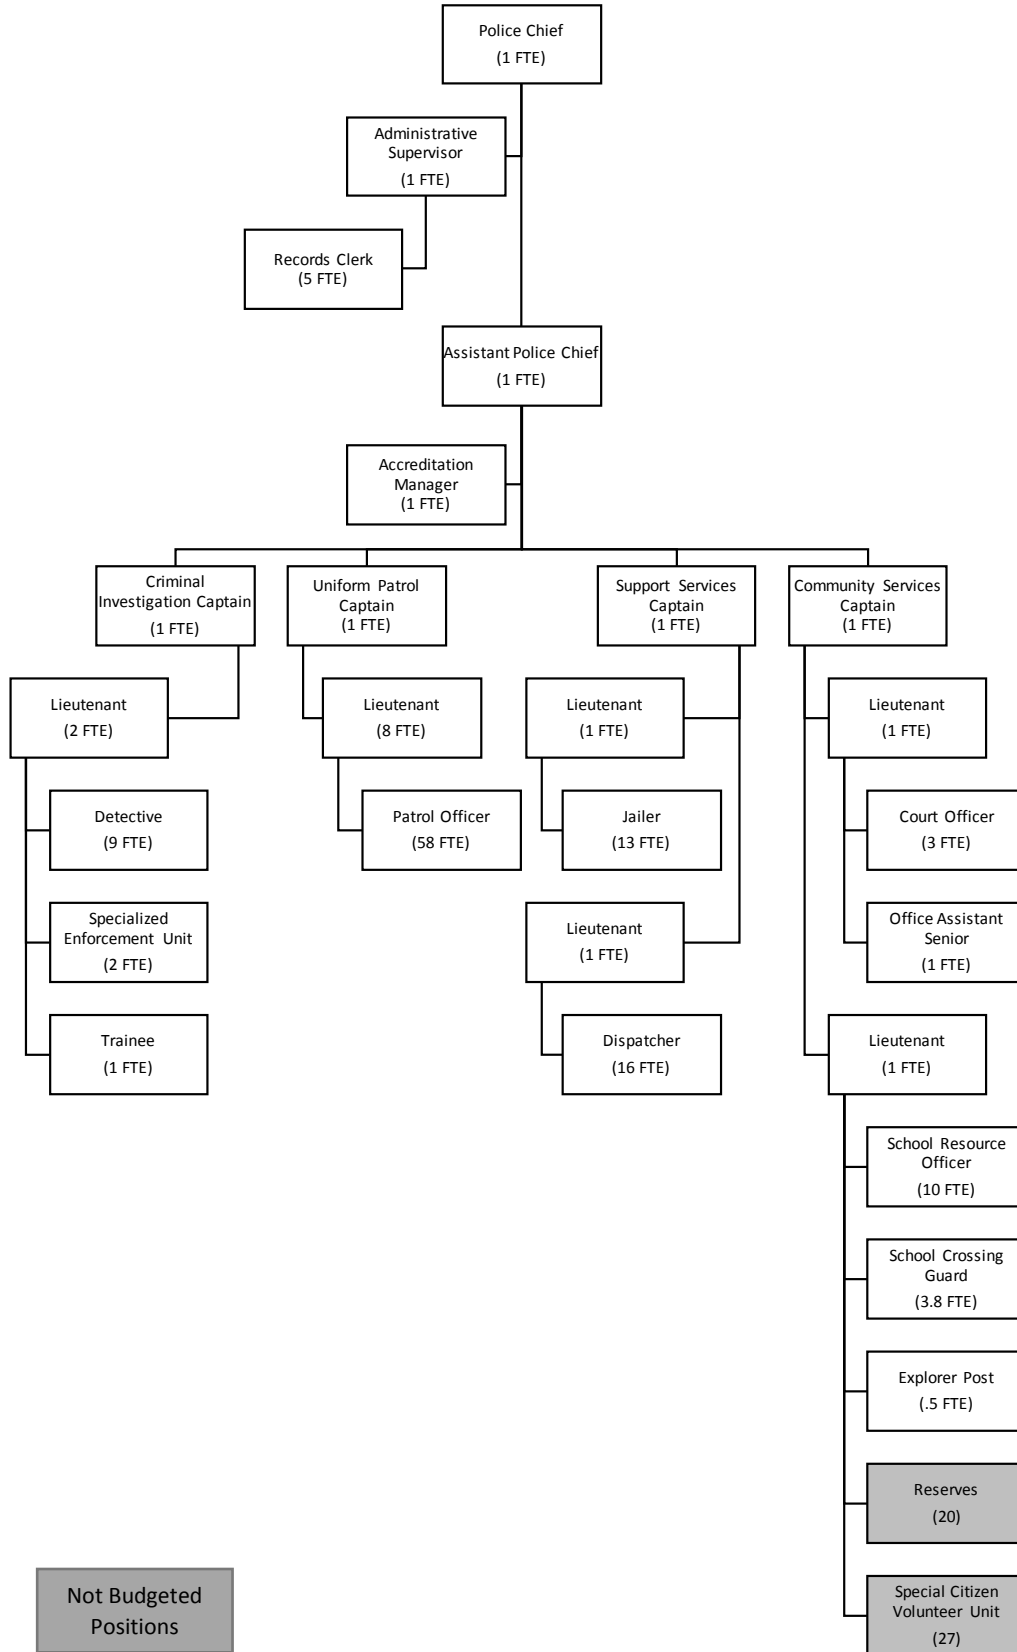 Police Chief
(1 FTE)
Administrative
Supervisor
(1 FTE)
Records Clerk
(5 FTE)
Assistant Police Chief
(1 FTE)
Accreditation
Manager
(1 FTE)
Criminal
Investigation Captain
(1 FTE)
Uniform Patrol
Captain
(1 FTE)
Support Services
Captain
(1 FTE)
Community Services
Captain
(1 FTE)
Lieutenant
(2 FTE)
Detective
(9 FTE)
Specialized
Enforcement Unit
(2 FTE)
Trainee
(1 FTE)
Lieutenant
(8 FTE)
Patrol Officer
(58 FTE)
Lieutenant
(1 FTE)
Jailer
(13 FTE)
Lieutenant
(1 FTE)
Dispatcher
(16 FTE)
Lieutenant
(1 FTE)
Court Officer
(3 FTE)
Office Assistant
Senior
(1 FTE)
Lieutenant
(1 FTE)
School Resource
Officer
(10 FTE)
School Crossing
Guard
(3.8 FTE)
Explorer Post
(.5 FTE)
Reserves
(20)
Special Citizen
Volunteer Unit
(27)
Not Budgeted
Positions